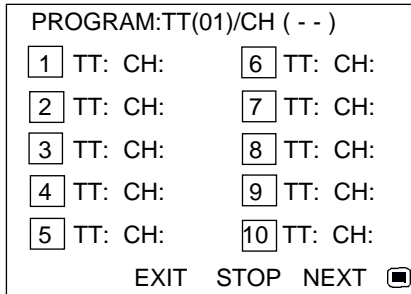 PROGRAM:TT(01)/CH ( - - )
1 TT: CH: 6 TT: CH:
2 TT: CH: 7 TT: CH:
3 TT: CH: 8 TT: CH:
4 TT: CH: 9 TT: CH:
5 TT: CH: 10 TT: CH:
EXIT STOP NEXT